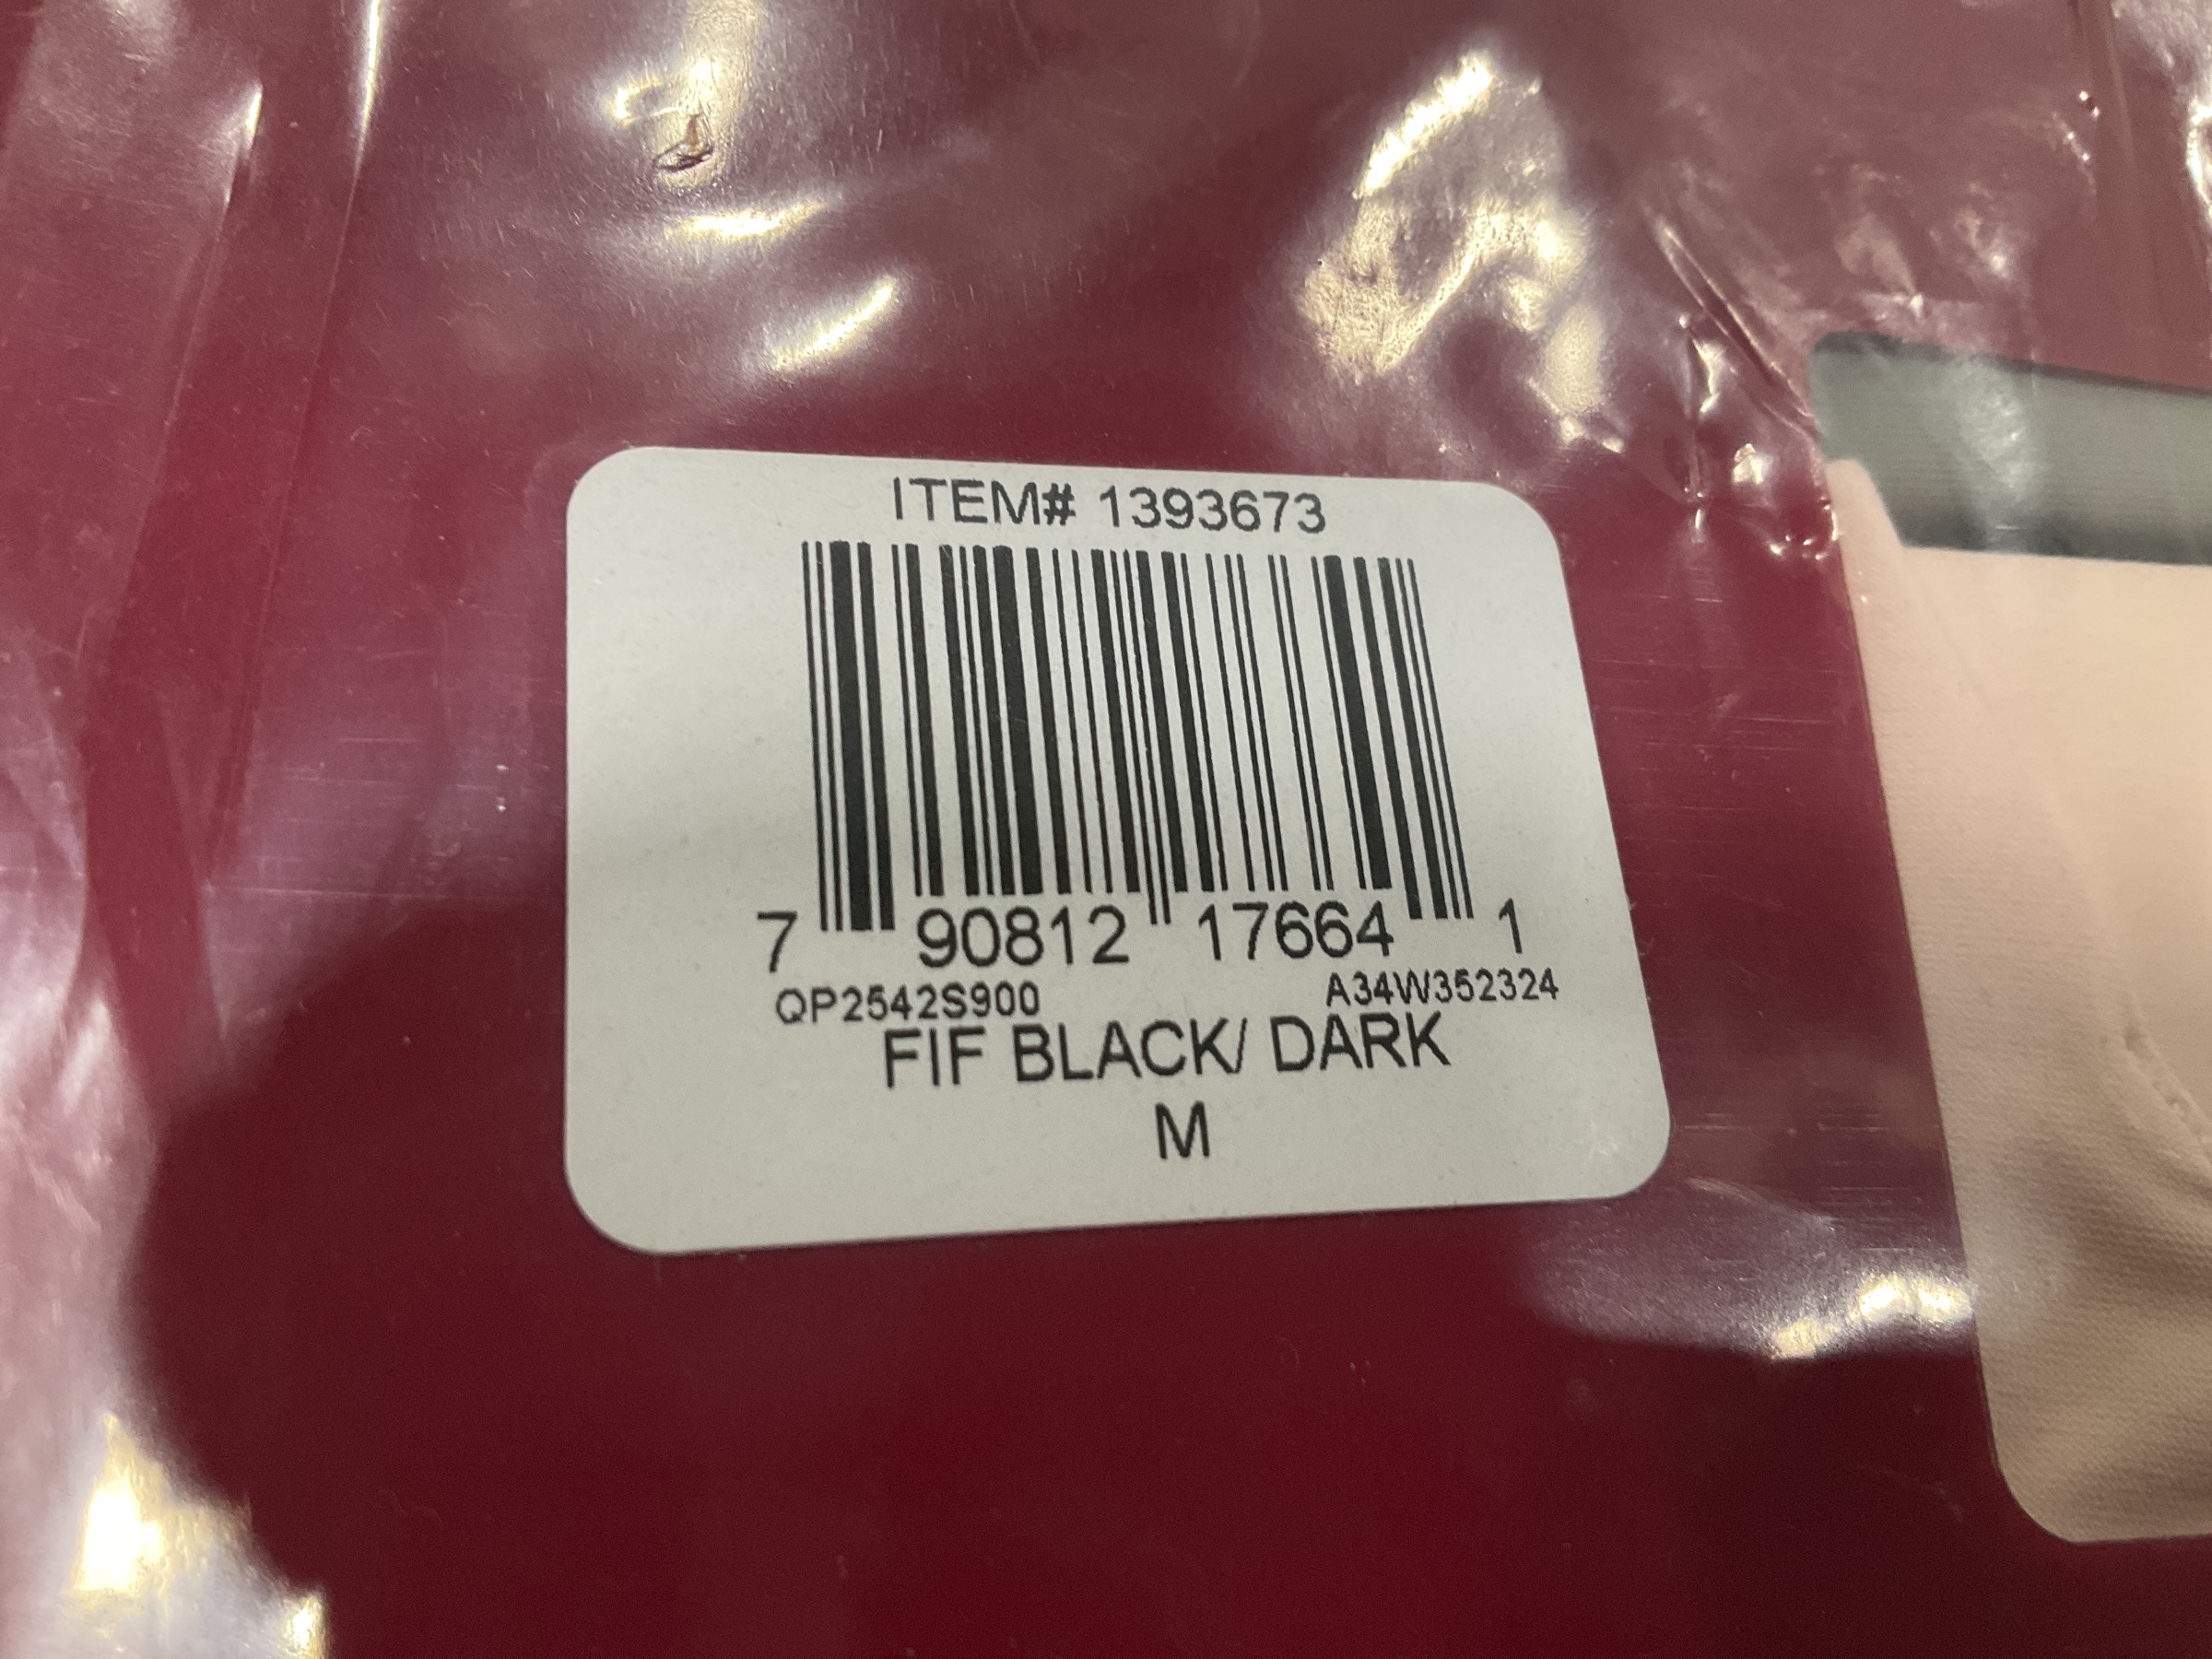 ITEM# 1393673
7 90812 17664 1
QP2542S900 A34W352324
FIF BLACK/ DARK
M